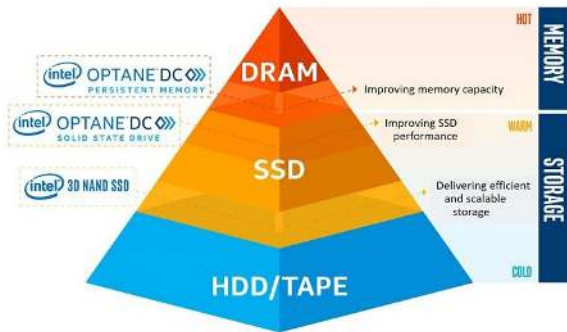 HOT
MEMORY
DRAM
intel OPTANE DC
PERSISTENT MEMORY
Improving memory capacity
intel OPTANE DC
SOLID STATE DRIVE
Improving SSD
performance
WARM
STORAGE
SSD
intel 3D NAND SSD
Delivering efficient
and scalable
storage
HDD/TAPE
COLD